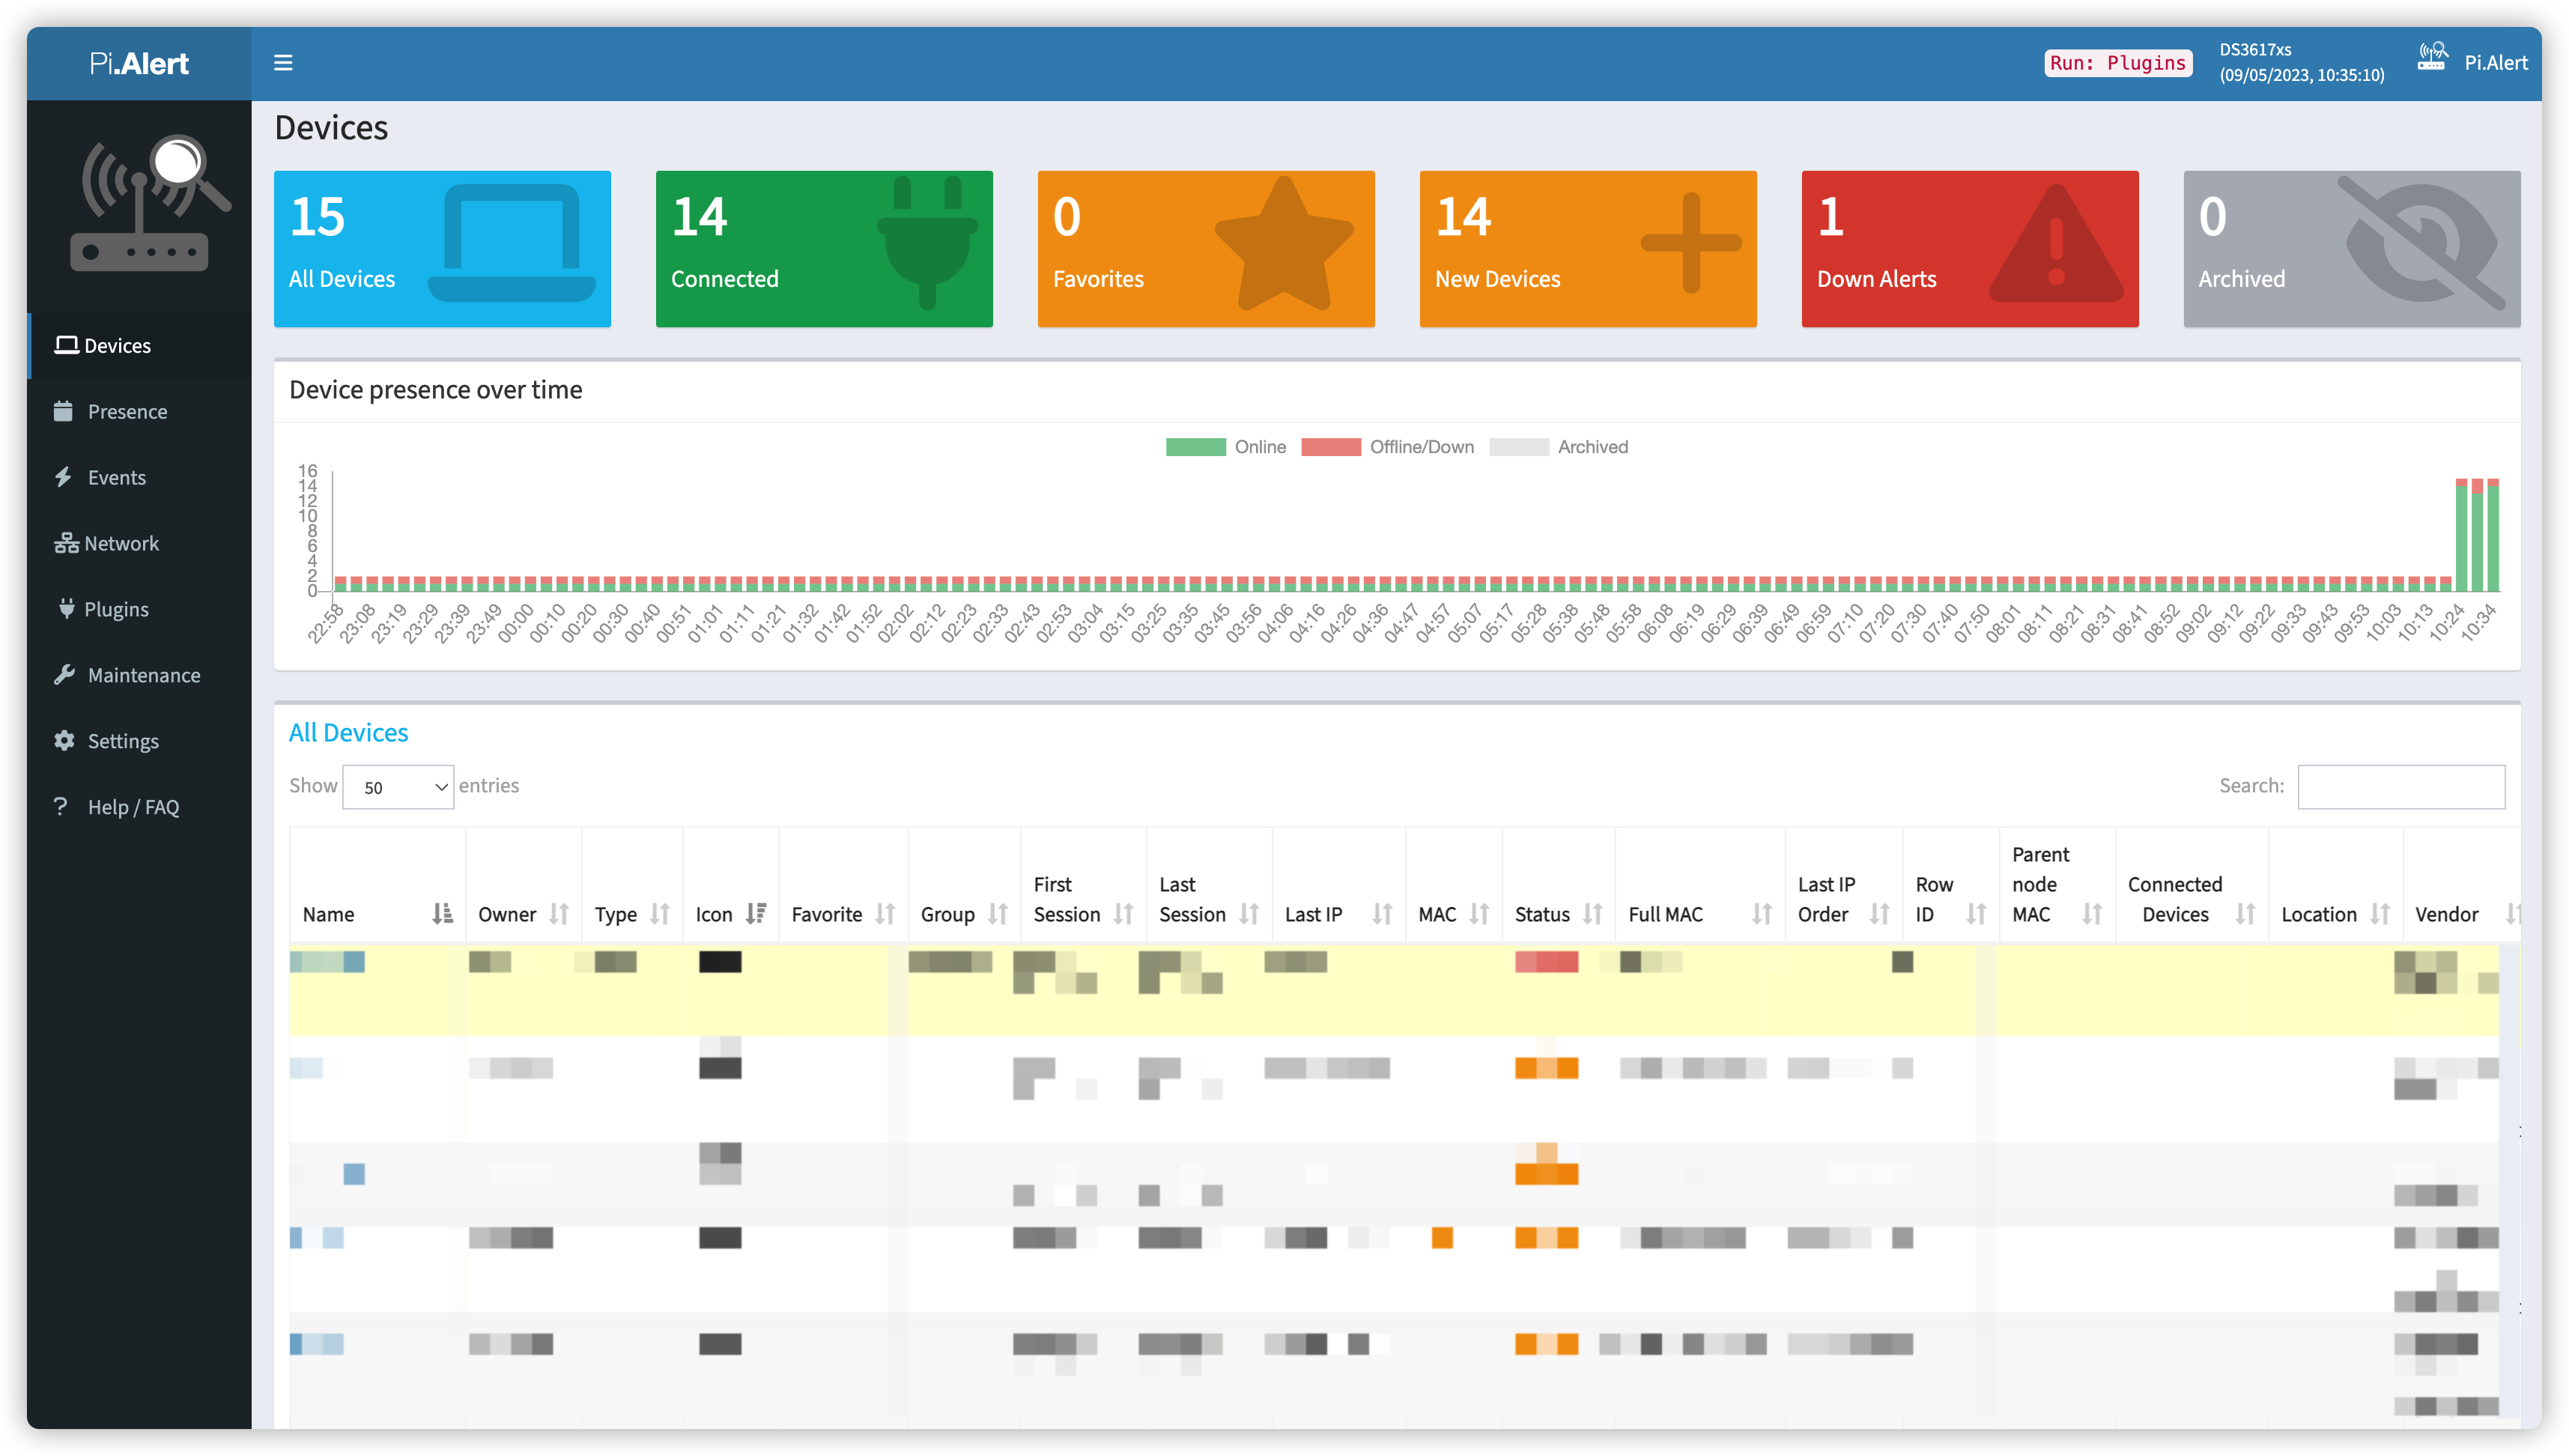 Pi.Alert
Run: Plugins
DS3617xs
(09/05/2023, 10:35:10)
Pi.Alert
Devices
Presence
Events
Network
Plugins
Maintenance
Settings
? Help / FAQ
Devices
15
All Devices
14
Connected
0
Favorites
14
New Devices
1
Down Alerts
0
Archived
Device presence over time
Online Offline/Down Archived
16
14
12
10
8
6
4
2
0
22:58 23:08 23:19 23:29 23:39 23:49 00:00 00:10 00:20 00:30 00:40 00:51 01:01 01:11 01:21 01:32 01:42 01:52 02:02 02:12 02:23 02:33 02:43 02:53 03:04 03:15 03:25 03:35 03:45 03:56 04:06 04:16 04:26 04:36 04:47 04:57 05:07 05:17 05:28 05:38 05:48 05:58 06:08 06:19 06:29 06:39 06:49 06:59 07:10 07:20 07:30 07:40 07:50 08:01 08:11 08:21 08:31 08:41 08:52 09:02 09:12 09:22 09:33 09:43 09:53 10:03 10:13 10:24 10:34
All Devices
Show 50 entries
Search:
Name
Owner
Type
Icon
Favorite
Group
First
Session
Last
Session
Last IP
MAC
Status
Full MAC
Last IP
Order
Row
ID
Parent
node
MAC
Connected
Devices
Location
Vendor